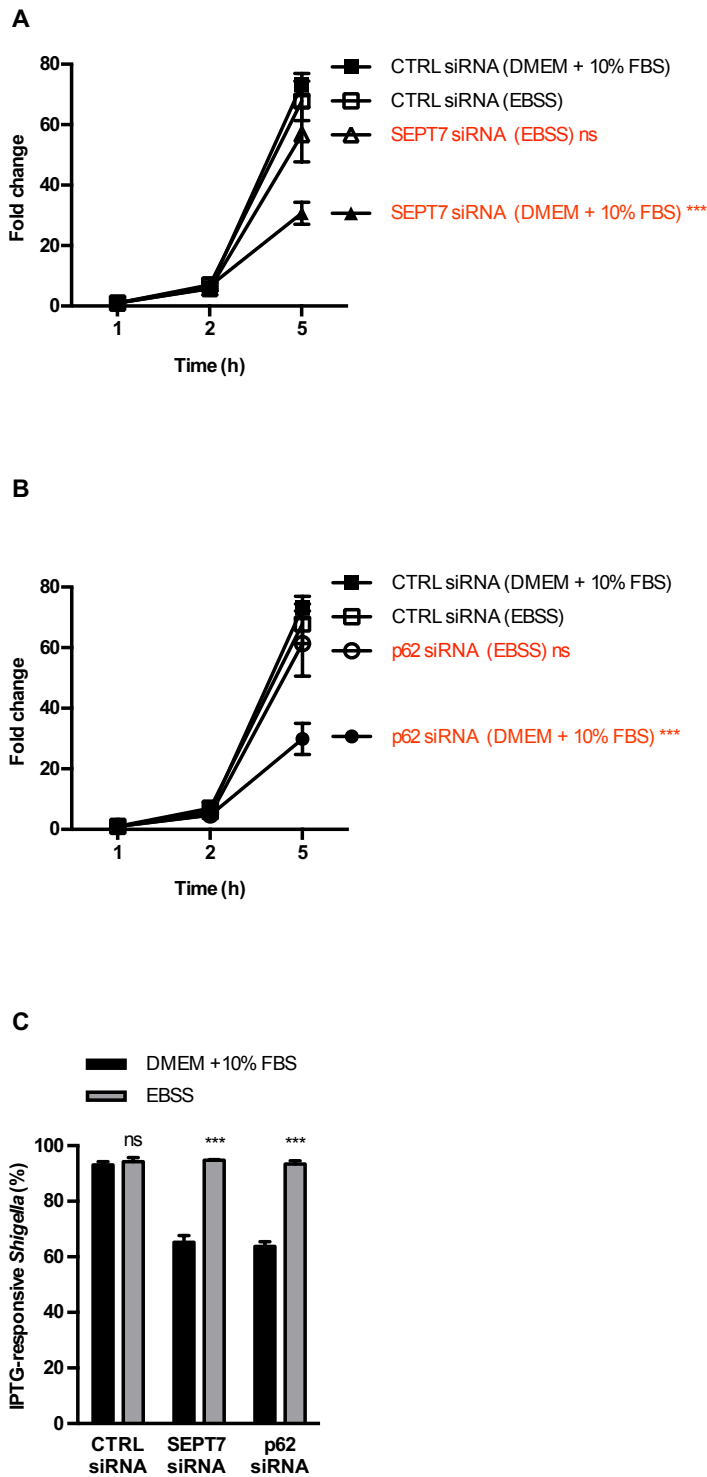 A
80
60
40
20
0
Fold change
1 2 5
Time (h)
CTRL siRNA (DMEM + 10% FBS)
CTRL siRNA (EBSS)
SEPT7 siRNA (EBSS) ns
SEPT7 siRNA (DMEM + 10% FBS) ***
B
80
60
40
20
0
Fold change
1 2 5
Time (h)
CTRL siRNA (DMEM + 10% FBS)
CTRL siRNA (EBSS)
p62 siRNA (EBSS) ns
p62 siRNA (DMEM + 10% FBS) ***
C
DMEM +10% FBS
EBSS
100
80
60
40
20
0
IPTG-responsive Shigella (%)
ns *** ***
CTRL SEPT7 p62
siRNA siRNA siRNA